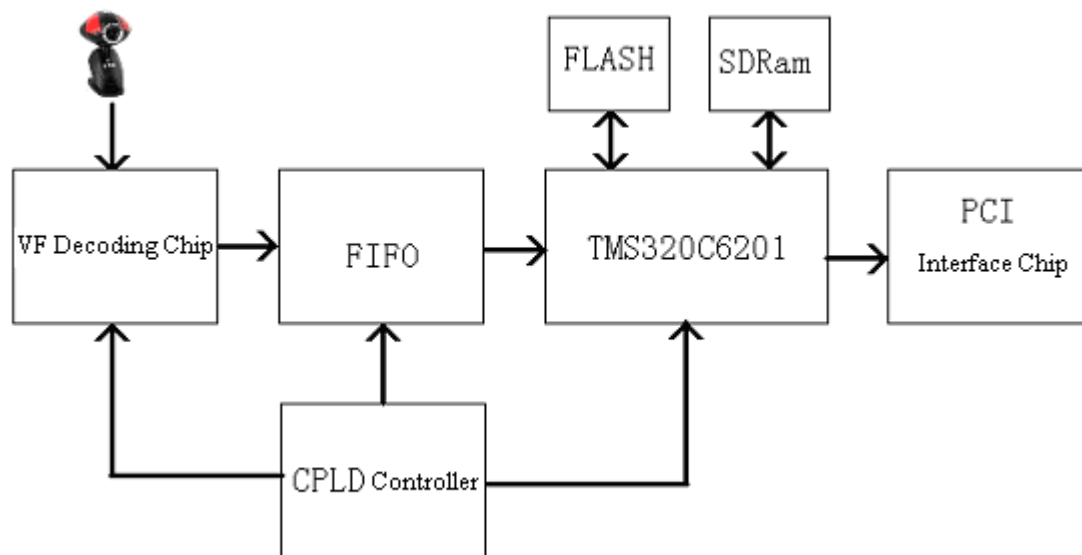 FLASH
SDRam
VF Decoding Chip
FIFO
TMS320C6201
PCI
Interface Chip
CPLD Controller